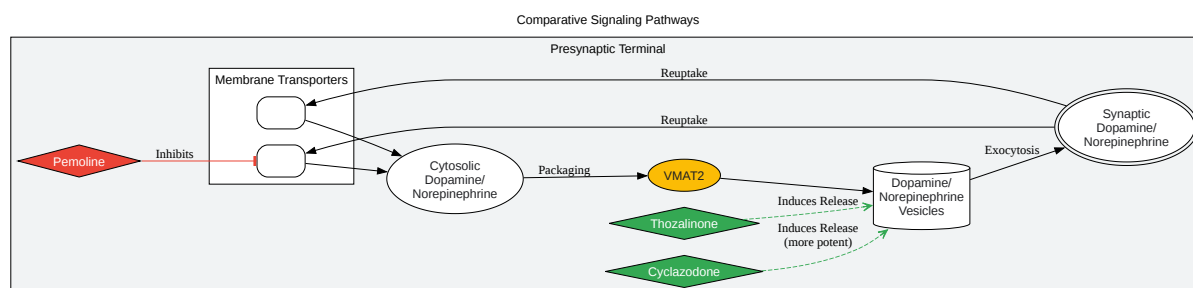 Comparative Signaling Pathways
Presynaptic Terminal
Membrane Transporters
Reuptake
Reuptake
Synaptic
Dopamine/
Norepinephrine
Pemoline
Inhibits
Cytosolic
Dopamine/
Norepinephrine
Packaging
VMAT2
Exocytosis
Dopamine/
Norepinephrine
Vesicles
Thozalinone
Induces Release
Induces Release
(more potent)
Cyclazodone